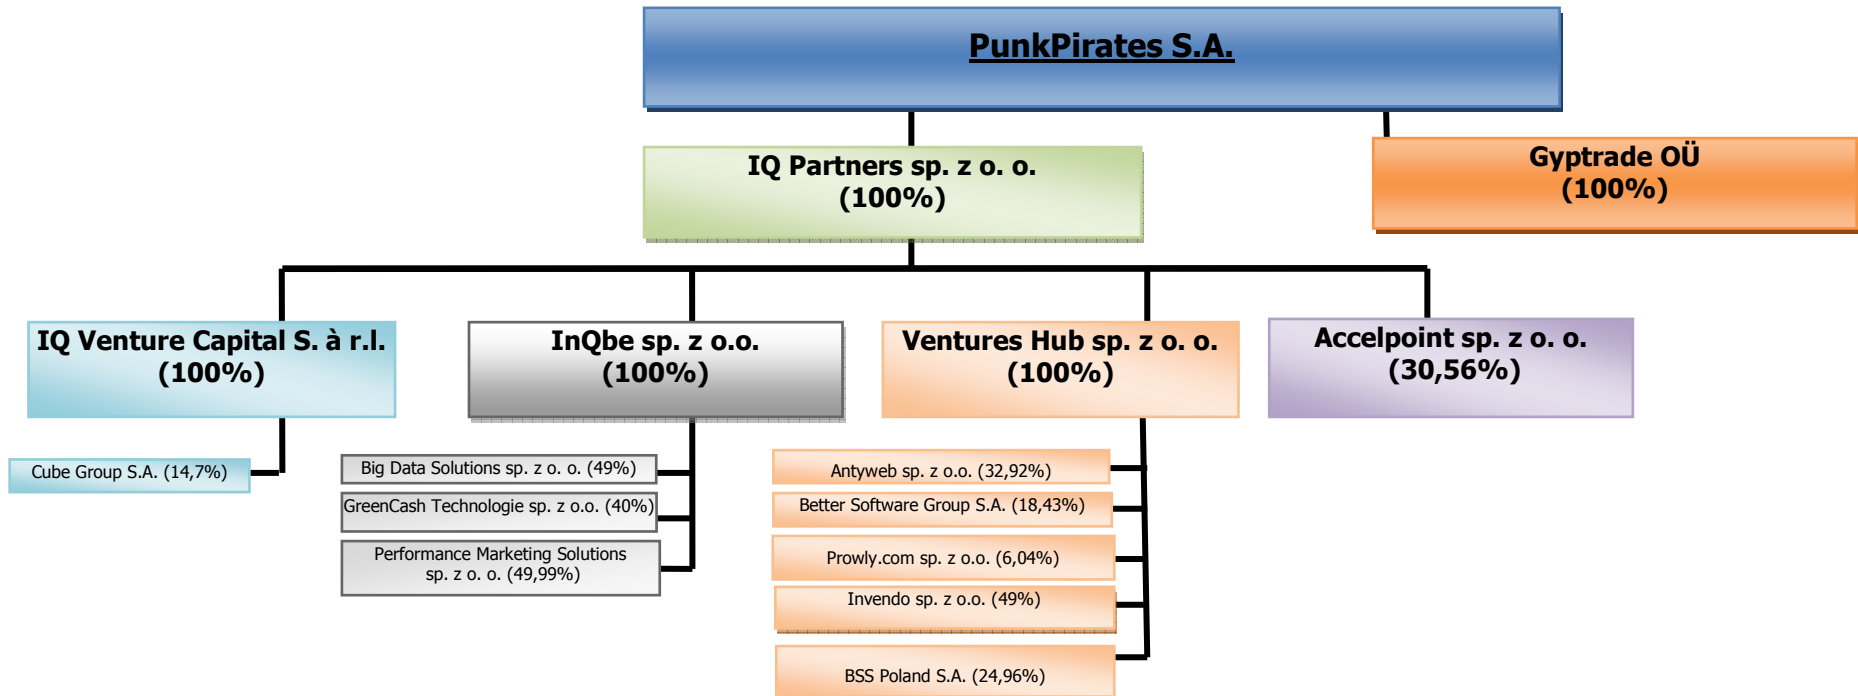 PunkPirates S.A.
IQ Partners sp. z o. o.
(100%)
Gyptrade OÜ
(100%)
IQ Venture Capital S. à r.l.
(100%)
InQbe sp. z o.o.
(100%)
Ventures Hub sp. z o. o.
(100%)
Accelpoint sp. z o. o.
(30,56%)
Cube Group S.A. (14,7%)
Big Data Solutions sp. z o. o. (49%)
GreenCash Technologie sp. z o.o. (40%)
Performance Marketing Solutions
sp. z o. o. (49,99%)
Antyweb sp. z o.o. (32,92%)
Better Software Group S.A. (18,43%)
Prowly.com sp. z o.o. (6,04%)
Invendo sp. z o.o. (49%)
BSS Poland S.A. (24,96%)